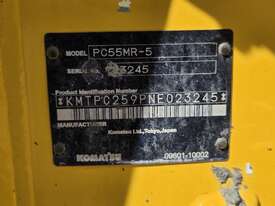 MODEL PC55MR-5
SERIAL NO. 23245
Product Identification Number
*KMTPC259PNE023245*
MANUFACTURER
Komatsu Ltd., Tokyo, Japan
KOMATSU 09601-10002